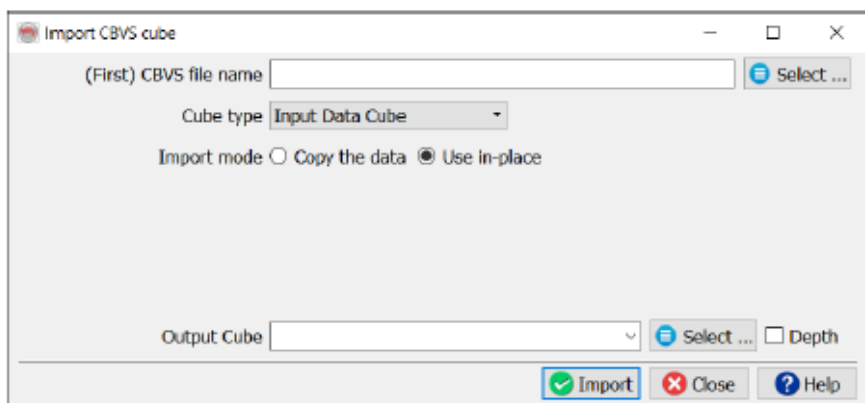 Import CBVS cube
(First) CBVS file name Select ...
Cube type Input Data Cube
Import mode Copy the data Use in-place
Output Cube Select ... Depth
Import Close Help